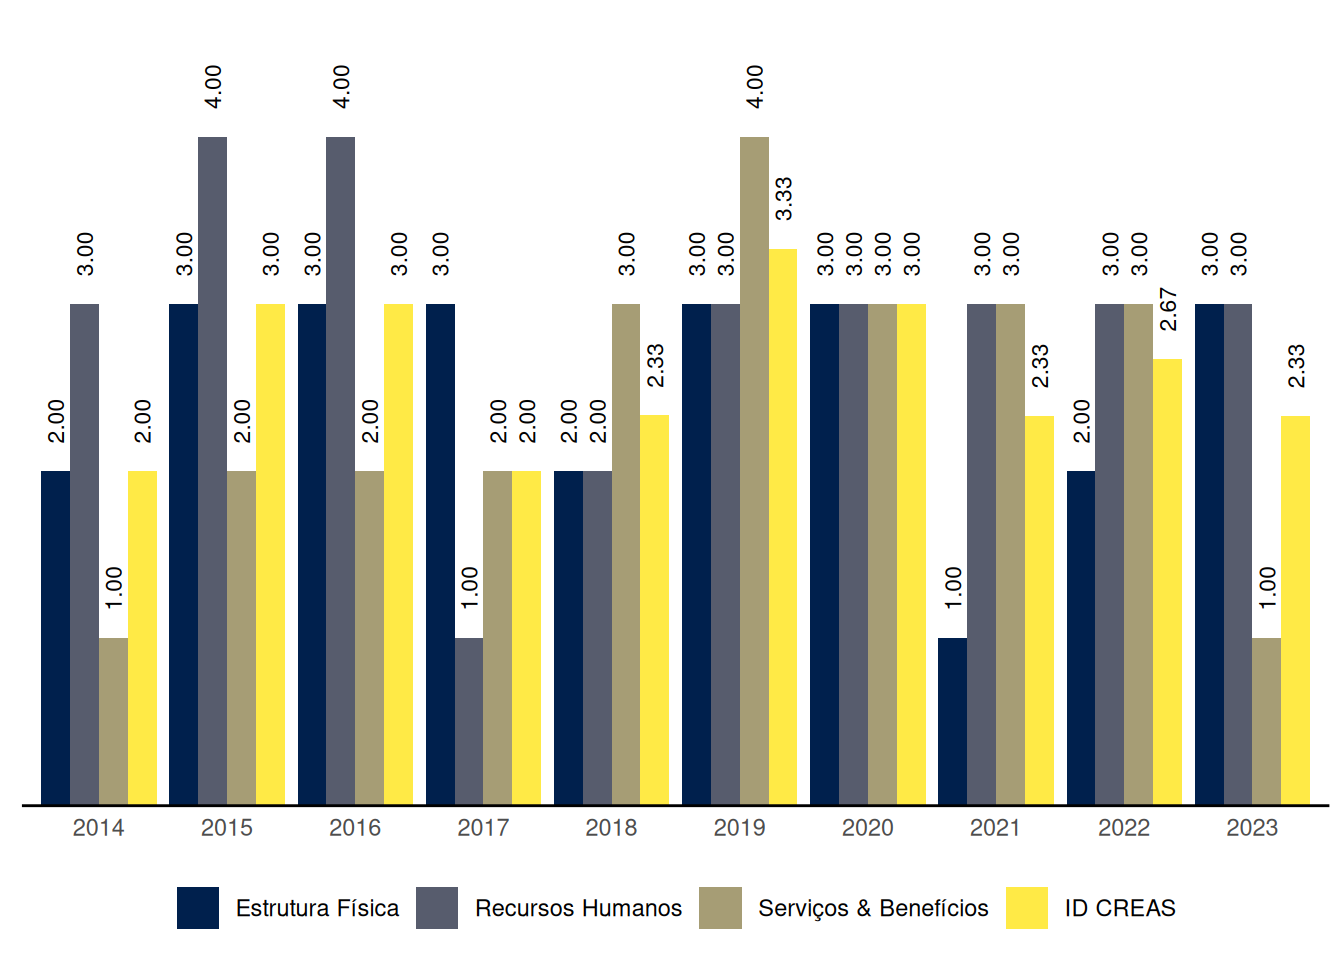 4.00 4.00 4.00
3.33
3.00 3.00 3.00 3.00 3.00 3.00 3.00 3.00 3.00 3.00 3.00 3.00 3.00 3.00 3.00 3.00 3.00 3.00 3.00
2.67
2.33 2.33 2.33
2.00 2.00 2.00 2.00 2.00 2.00 2.00 2.00 2.00
1.00 1.00 1.00 1.00
2014 2015 2016 2017 2018 2019 2020 2021 2022 2023
Estrutura Física Recursos Humanos Serviços & Benefícios ID CREAS